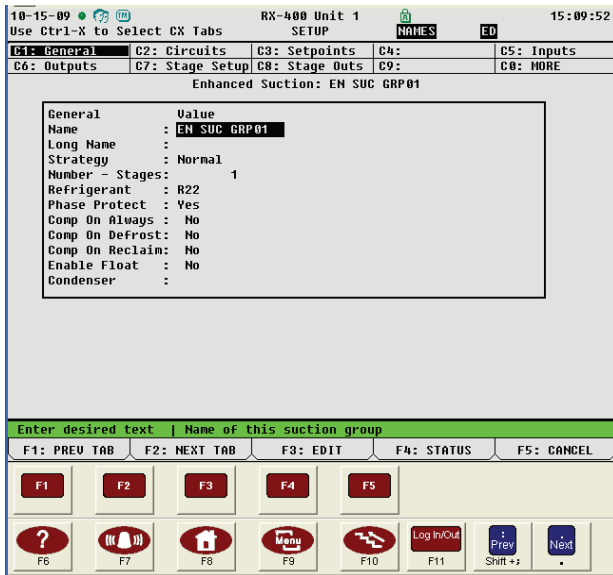 10-15-09 TM RX-400 Unit 1 15:09:52
Use Ctrl-X to Select CX Tabs SETUP NAMES ED
C1: General C2: Circuits C3: Setpoints C4: C5: Inputs
C6: Outputs C7: Stage Setup C8: Stage Outs C9: C0: MORE
Enhanced Suction: EN SUC GRP01
General Value
Name : EN SUC GRP01
Long Name :
Strategy : Normal
Number - Stages: 1
Refrigerant : R22
Phase Protect : Yes
Comp On Always : No
Comp On Defrost: No
Comp On Reclaim: No
Enable Float : No
Condenser :
Enter desired text | Name of this suction group
F1: PREV TAB F2: NEXT TAB F3: EDIT F4: STATUS F5: CANCEL
F1 F2 F3 F4 F5
? Menu Log In/Out : Prev . Next
F6 F7 F8 F9 F10 F11 Shift +; .